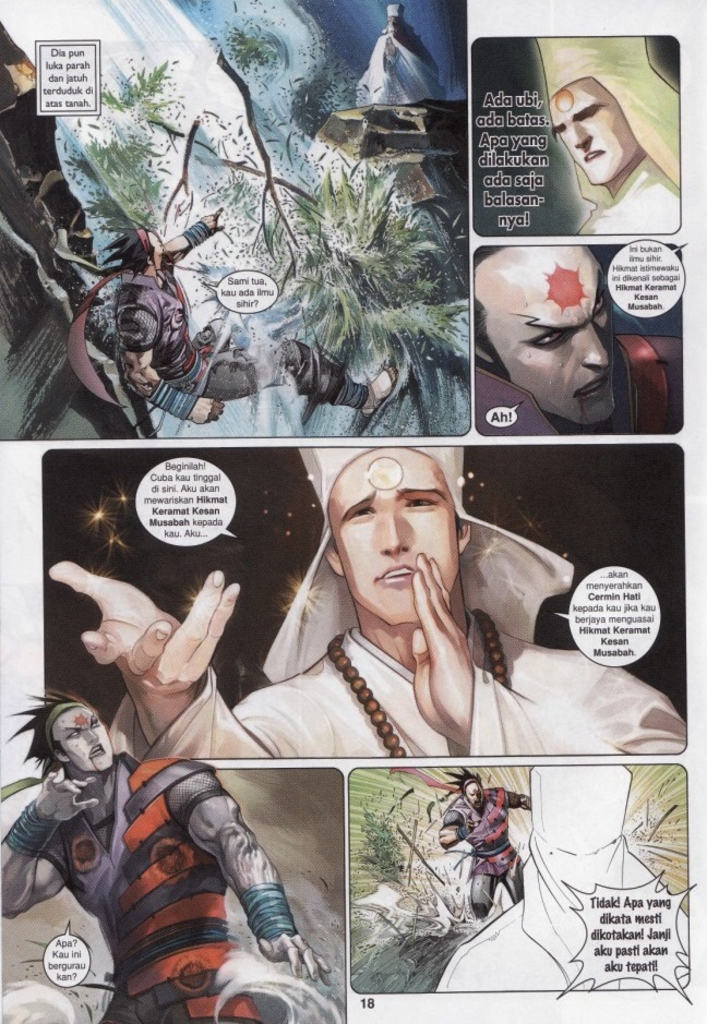 Dia pun
luka parah
dan jatuh
terduduk di
atas tanah.
Sami tua,
kau ada ilmu
sihir?
Ada ubi,
ada batas.
Apa yang
dilakukan
ada saja
balasan-
nya!
Ini bukan
ilmu sihir.
Hikmat istimewaku
ini dikenali sebagai
Hikmat Keramat
Kesan
Musabah.
Ah!
Beginilah!
Cuba kau tinggal
di sini. Aku akan
mewariskan Hikmat
Keramat Kesan
Musabah kepada
kau. Aku...
...akan
menyerahkan
Cermin Hati
kepada kau jika kau
berjaya menguasai
Hikmat Keramat
Kesan
Musabah.
Apa?
Kau ini
bergurau
kan?
Tidak! Apa yang
dikata mesti
dikotakan! Janji
aku pasti akan
aku tepati!
18